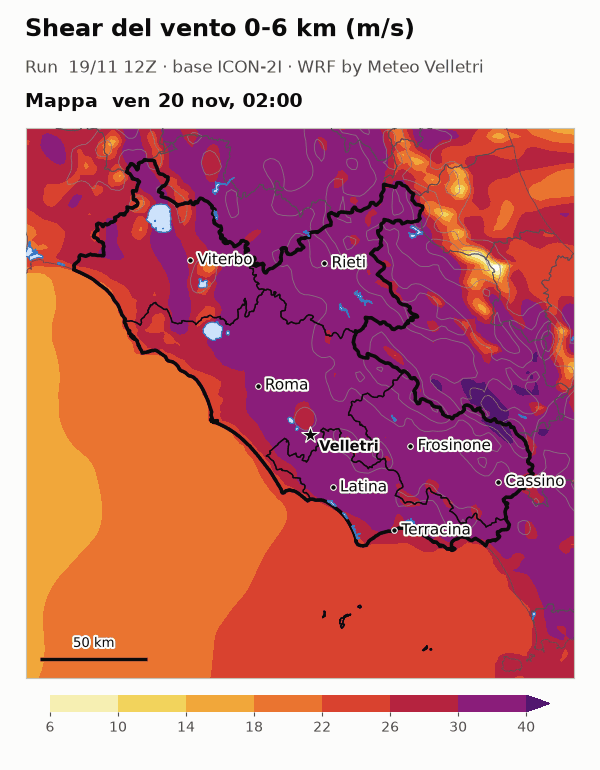 Shear del vento 0-6 km (m/s)
Run  19/11 12Z · base ICON-2I · WRF by Meteo Velletri
Mappa  ven 20 nov, 02:00
Viterbo
Rieti
Roma
Velletri
Frosinone
Latina
Cassino
Terracina
50 km
6 10 14 18 22 26 30 40